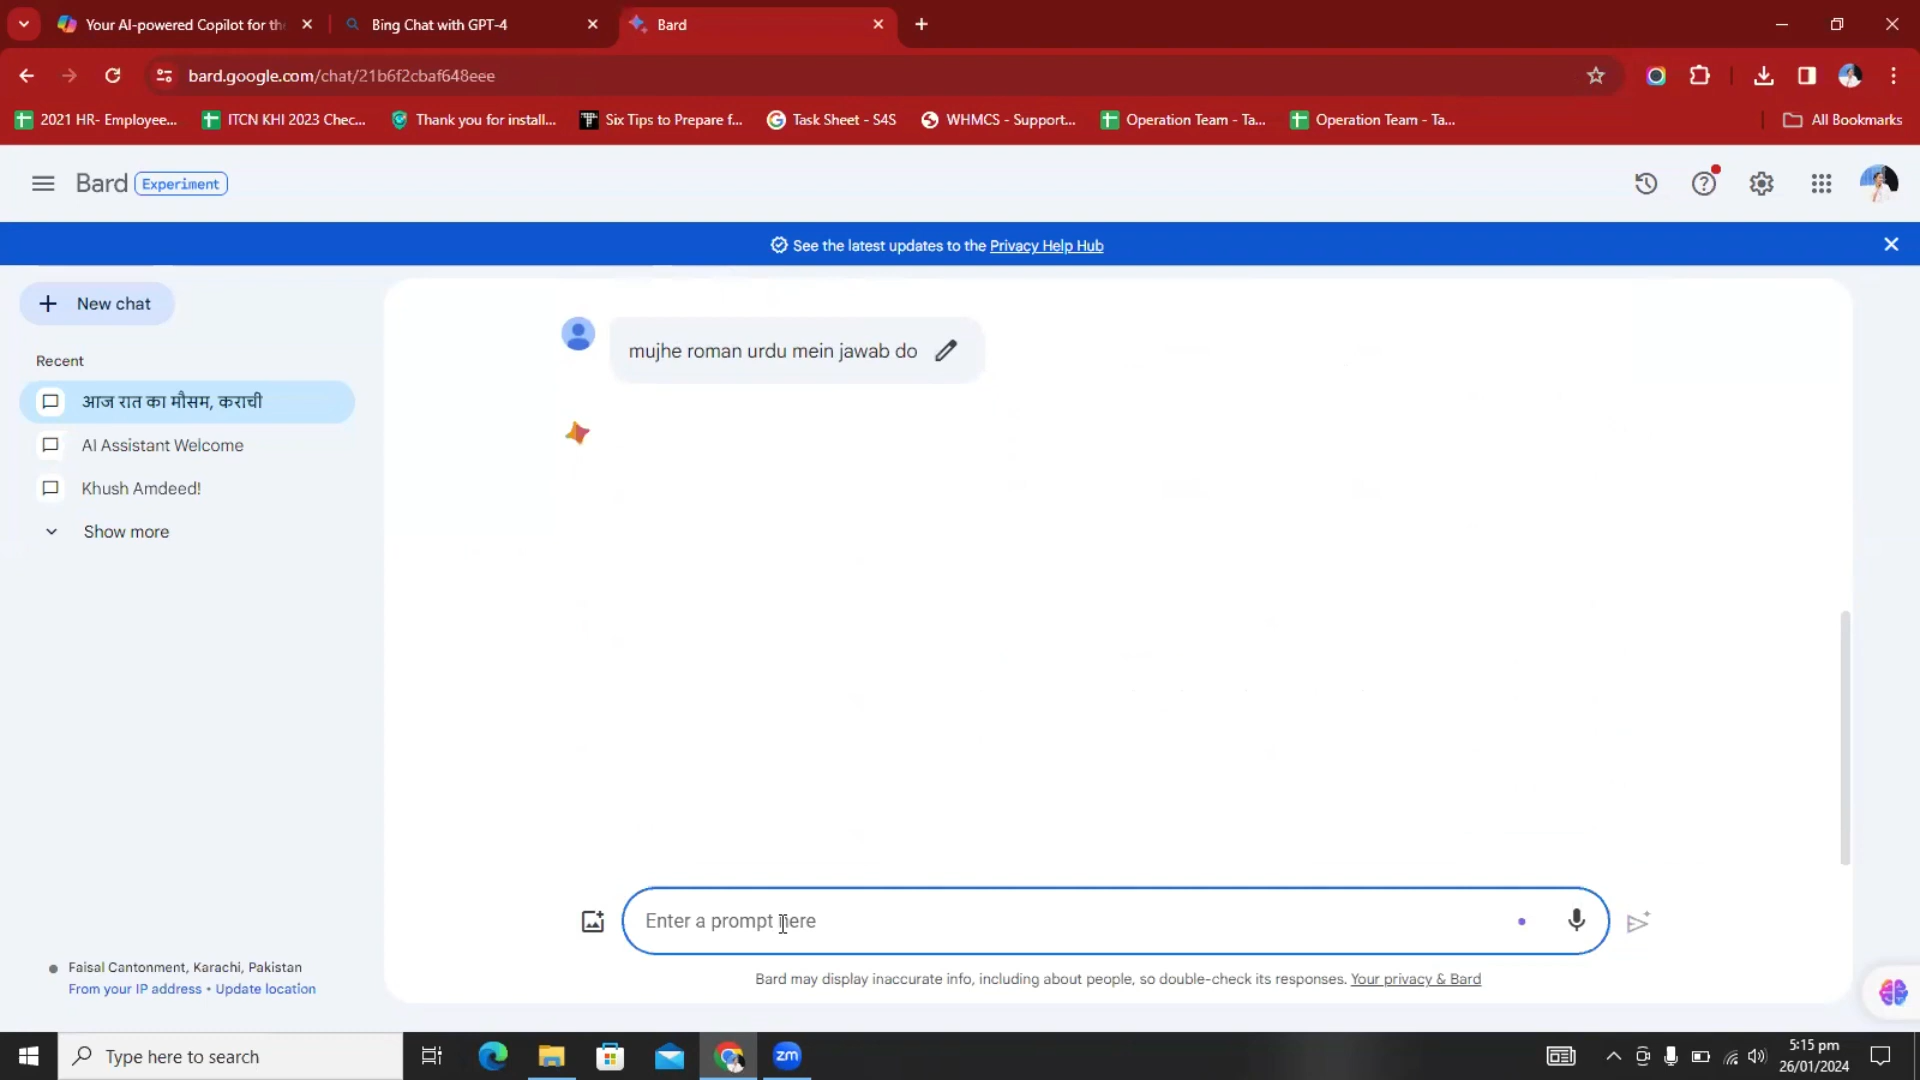 Your AI-powered Copilot for the
Bing Chat with GPT-4
Bard
bard.google.com/chat/21b6f2cbaf648eee
2021 HR- Employee...
ITCN KHI 2023 Chec...
Thank you for install...
Six Tips to Prepare f...
Task Sheet - S4S
WHMCS - Support...
Operation Team - Ta...
Operation Team - Ta...
All Bookmarks
Bard Experiment
See the latest updates to the Privacy Help Hub
New chat
Recent
आज रात का मौसम, कराची
AI Assistant Welcome
Khush Amdeed!
Show more
mujhe roman urdu mein jawab do
Enter a prompt here
Bard may display inaccurate info, including about people, so double-check its responses. Your privacy & Bard
Faisal Cantonment, Karachi, Pakistan
From your IP address • Update location
Type here to search
zm
5:15 pm
26/01/2024